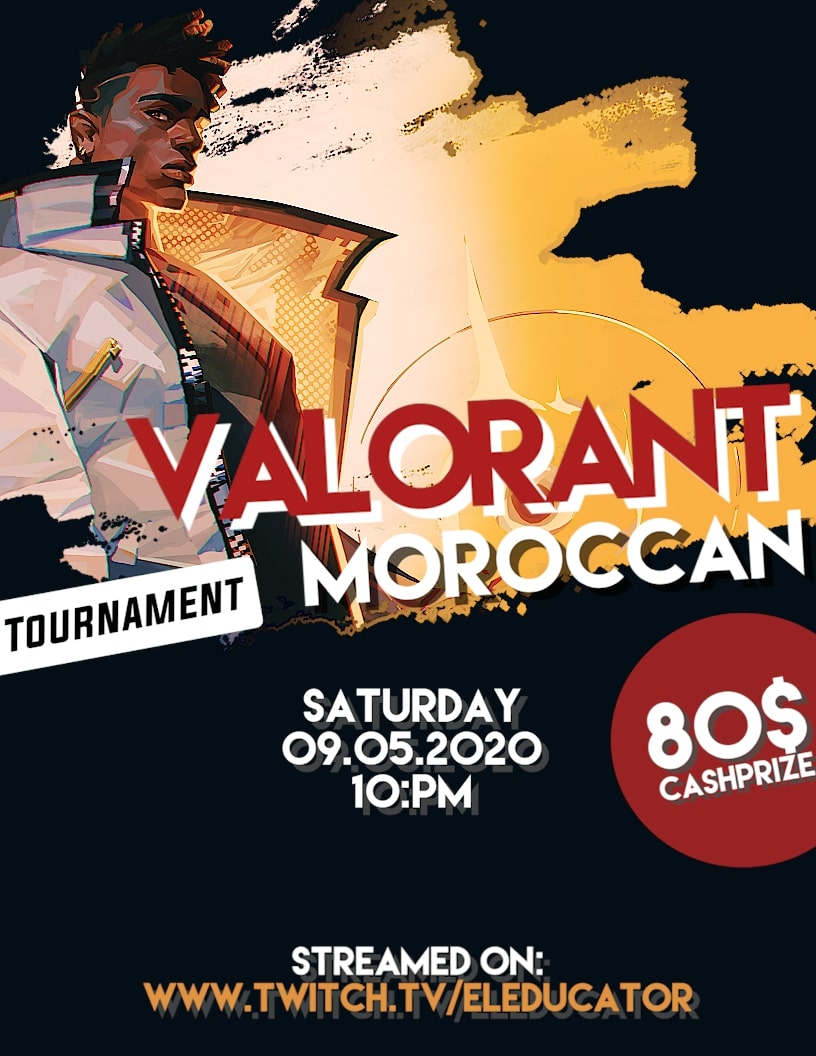 VALORANT
MOROCCAN
TOURNAMENT
SATURDAY
09.05.2020
10:PM
80$
CASHPRIZE
STREAMED ON:
WWW.TWITCH.TV/ELEDUCATOR